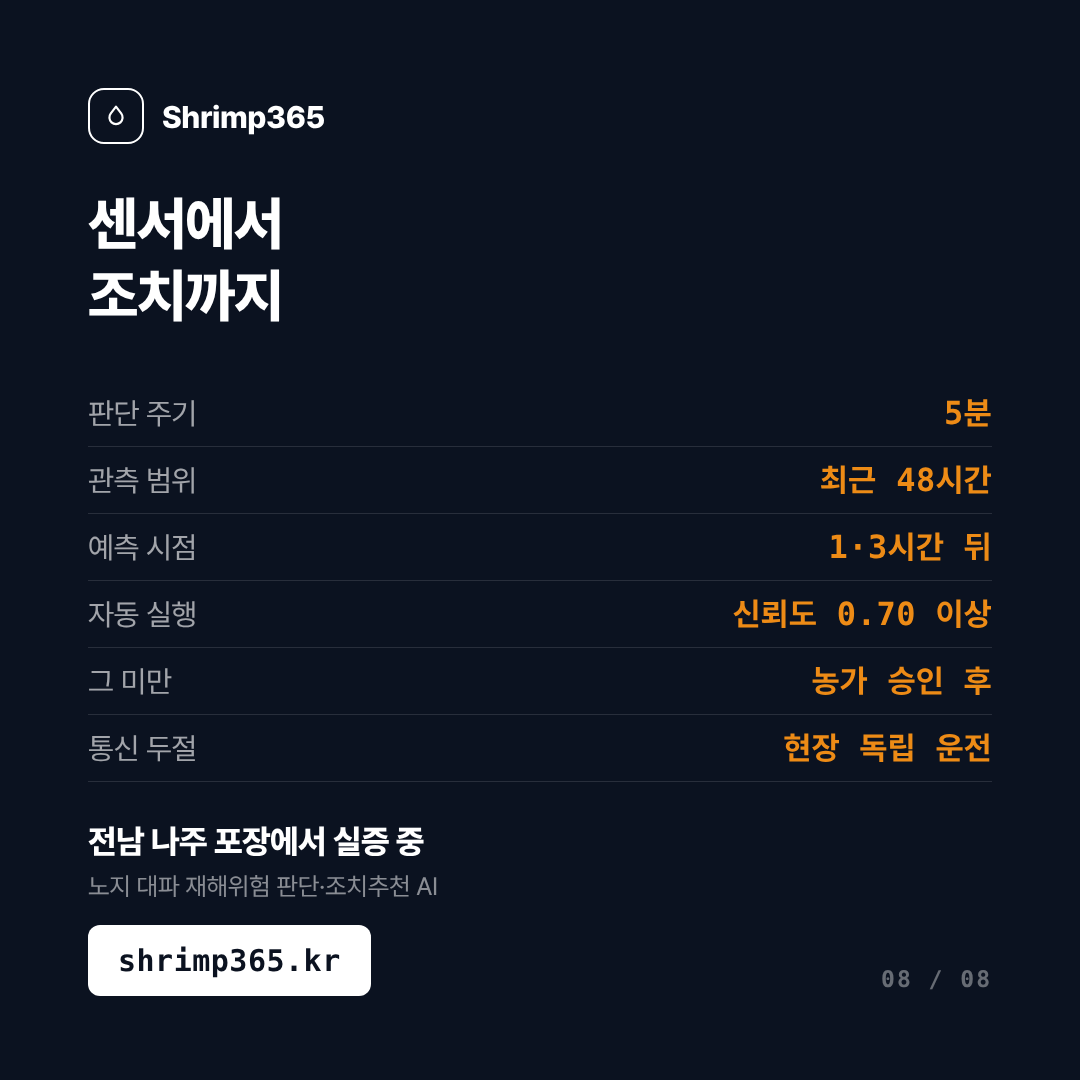 Shrimp365
센서에서
조치까지
판단 주기 5분
관측 범위 최근 48시간
예측 시점 1·3시간 뒤
자동 실행 신뢰도 0.70 이상
그 미만 농가 승인 후
통신 두절 현장 독립 운전
전남 나주 포장에서 실증 중
노지 대파 재해위험 판단·조치추천 AI
shrimp365.kr
08 / 08